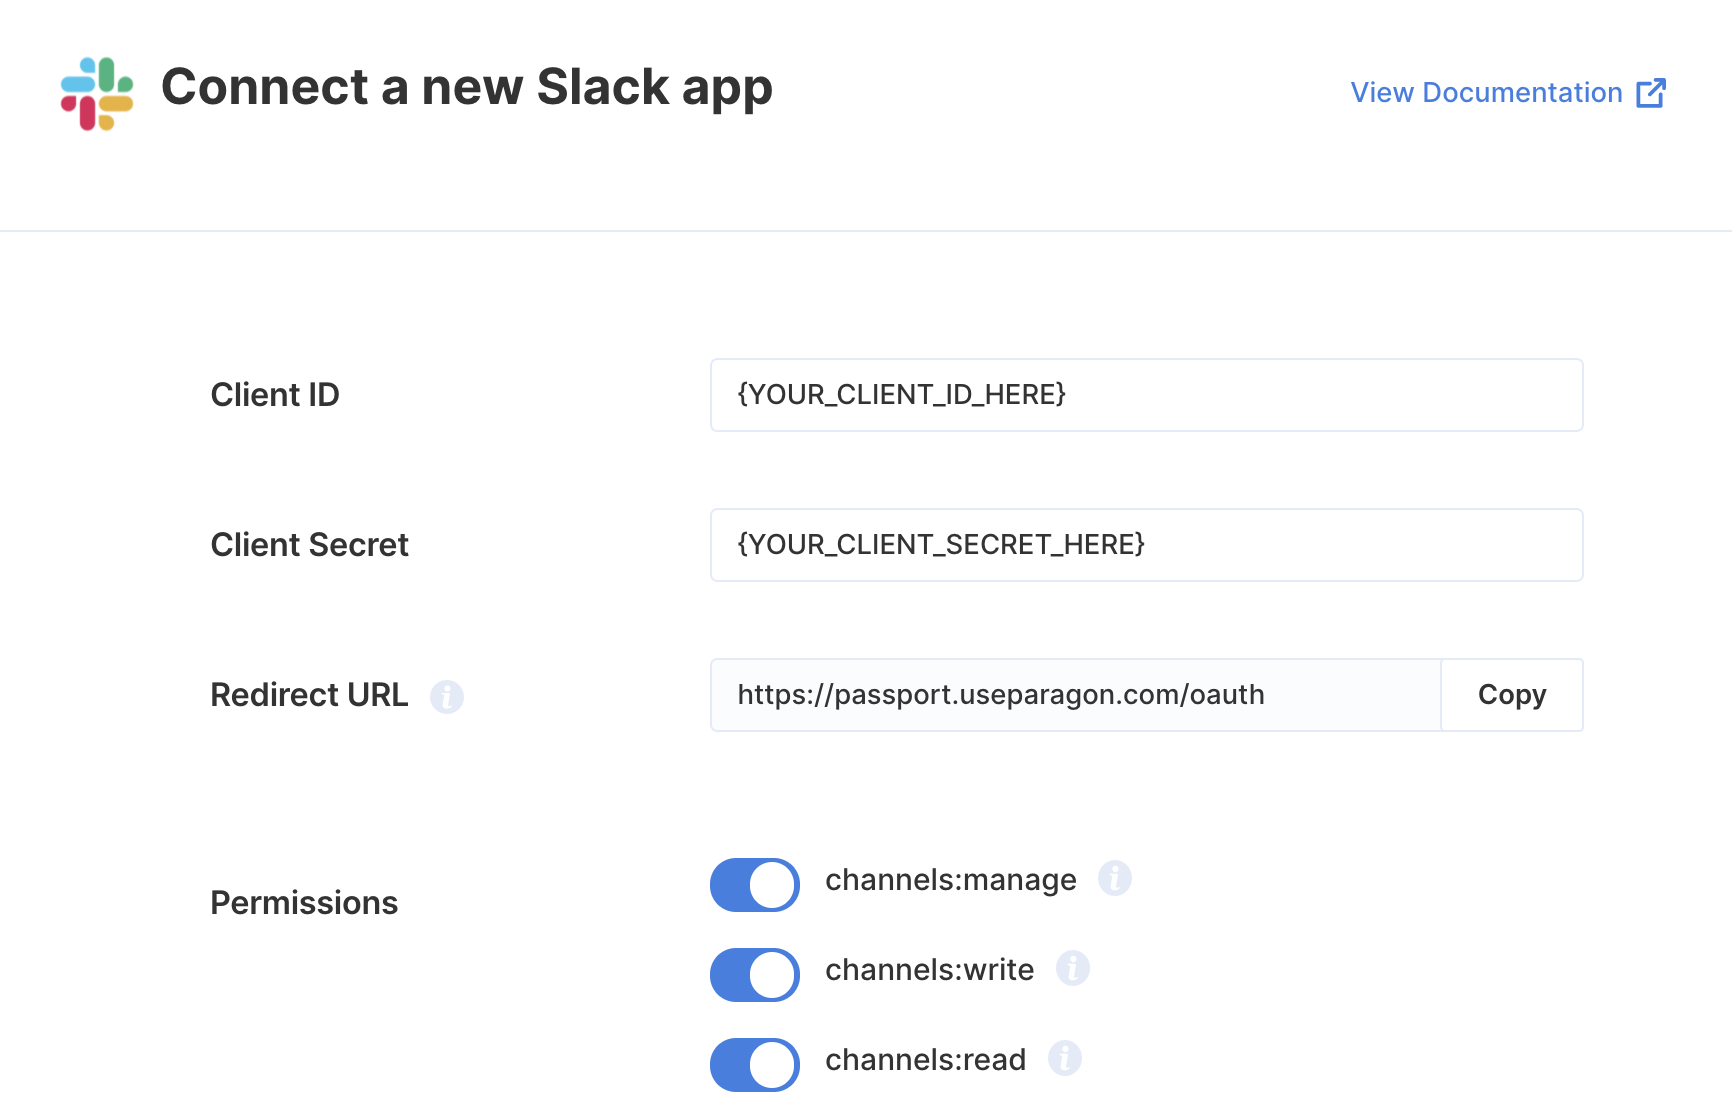 Connect a new Slack app
View Documentation
Client ID
{YOUR_CLIENT_ID_HERE}
Client Secret
{YOUR_CLIENT_SECRET_HERE}
Redirect URL
https://passport.useparagon.com/oauth
Copy
Permissions
channels:manage
channels:write
channels:read